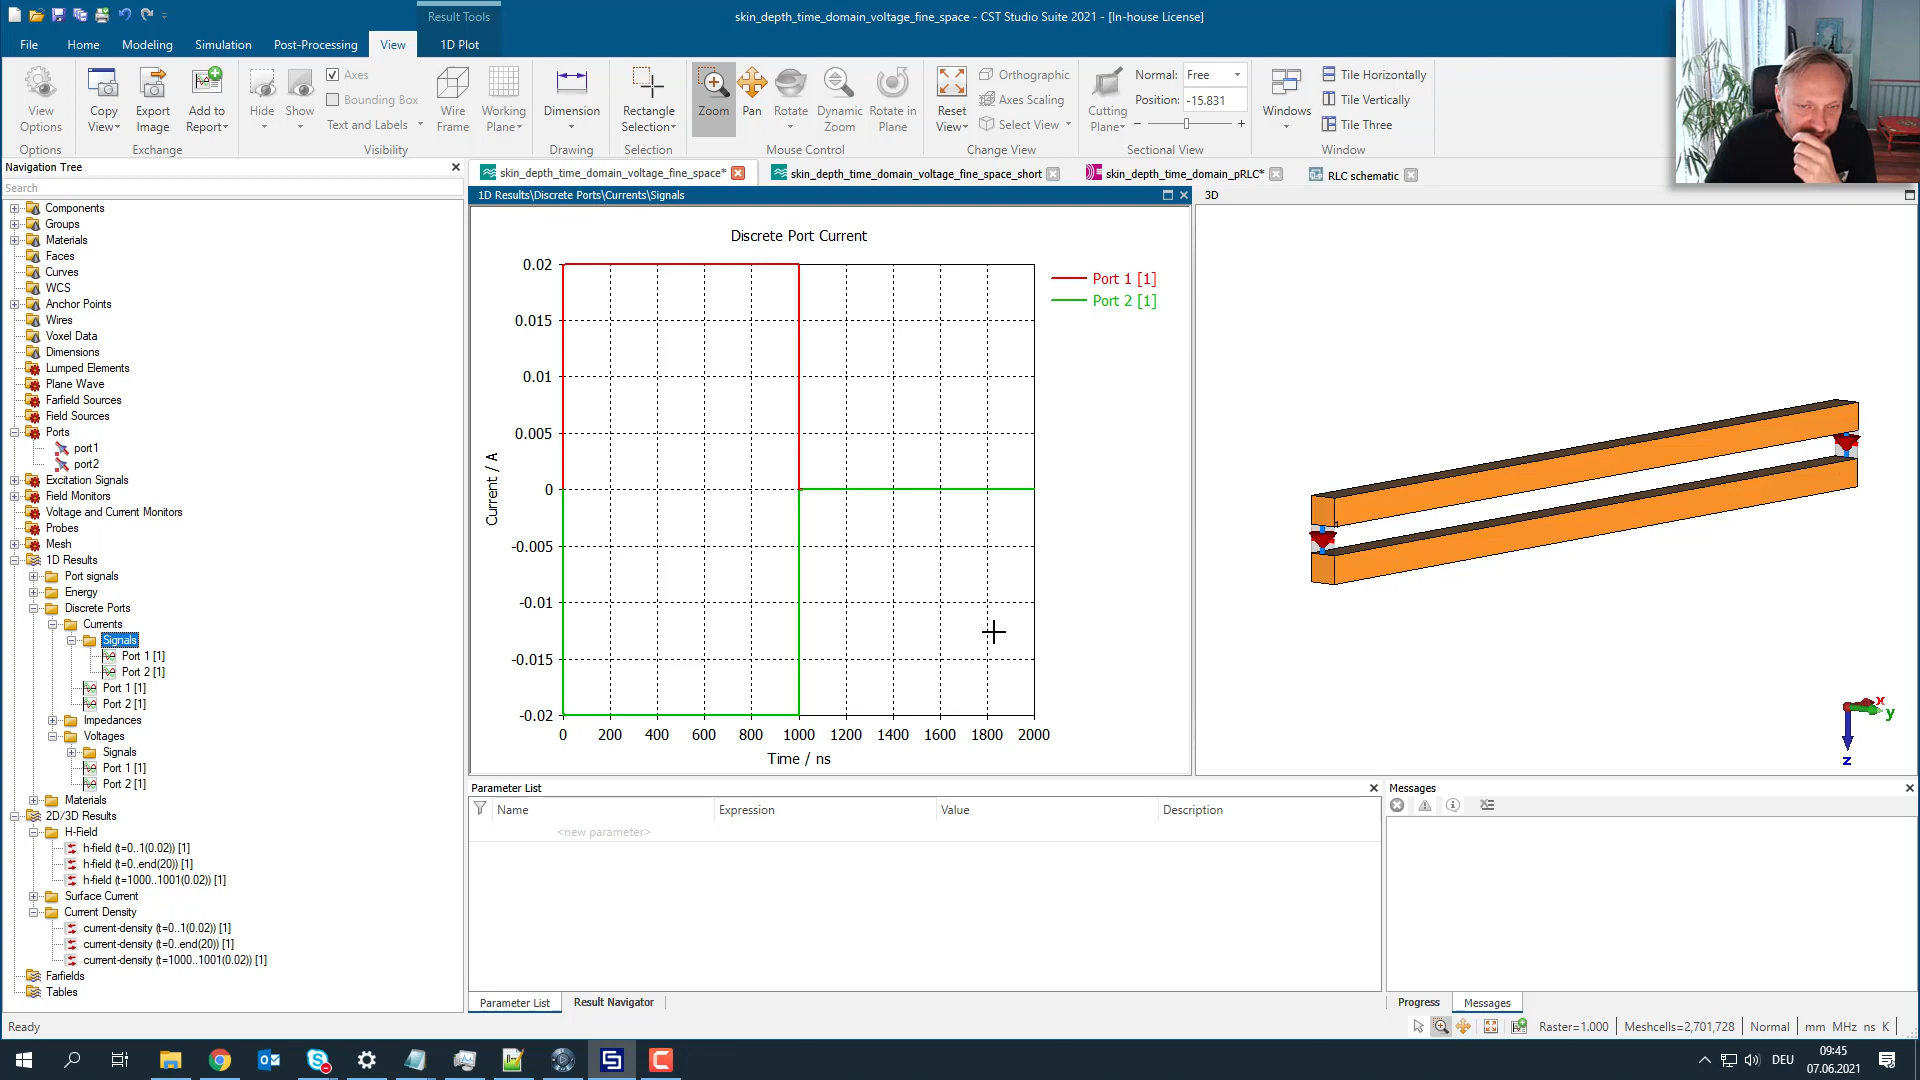 Result Tools
skin_depth_time_domain_voltage_fine_space - CST Studio Suite 2021 - [In-house License]
File Home Modeling Simulation Post-Processing View 1D Plot
View Options
Copy View
Export Image
Add to Report
Hide
Show
Axes
Bounding Box
Text and Labels
Wire Frame
Working Plane
Dimension
Rectangle Selection
Zoom
Pan
Rotate
Dynamic Zoom
Rotate in Plane
Reset View
Orthographic
Axes Scaling
Select View
Cutting Plane
Normal: Free
Position: -15.831
Windows
Tile Horizontally
Tile Vertically
Tile Three
Options Exchange Visibility Drawing Selection Mouse Control Change View Sectional View Window
Navigation Tree
Search
Components
Groups
Materials
Faces
Curves
WCS
Anchor Points
Wires
Voxel Data
Dimensions
Lumped Elements
Plane Wave
Farfield Sources
Field Sources
Ports
port1
port2
Excitation Signals
Field Monitors
Voltage and Current Monitors
Probes
Mesh
1D Results
Port signals
Energy
Discrete Ports
Currents
Signals
Port 1 [1]
Port 2 [1]
Port 1 [1]
Port 2 [1]
Impedances
Voltages
Signals
Port 1 [1]
Port 2 [1]
Materials
2D/3D Results
H-Field
h-field (t=0..1(0.02)) [1]
h-field (t=0..end(20)) [1]
h-field (t=1000..1001(0.02)) [1]
Surface Current
Current Density
current-density (t=0..1(0.02)) [1]
current-density (t=0..end(20)) [1]
current-density (t=1000..1001(0.02)) [1]
Farfields
Tables
skin_depth_time_domain_voltage_fine_space*
skin_depth_time_domain_voltage_fine_space_short
skin_depth_time_domain_pRLC*
RLC schematic
1D Results\Discrete Ports\Currents\Signals
Discrete Port Current
0.02
0.015
0.01
0.005
0
-0.005
-0.01
-0.015
-0.02
Current / A
0 200 400 600 800 1000 1200 1400 1600 1800 2000
Time / ns
Port 1 [1]
Port 2 [1]
3D
x
y
z
Parameter List
Name Expression Value Description
<new parameter>
Parameter List Result Navigator
Messages
Progress Messages
Ready
Raster=1.000 Meshcells=2,701,728 Normal mm MHz ns K
DEU
09:45
07.06.2021